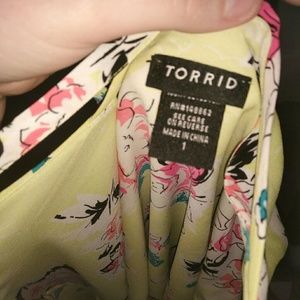 TORRID
SEE CARE
ON REVERSE
MADE IN CHINA
1